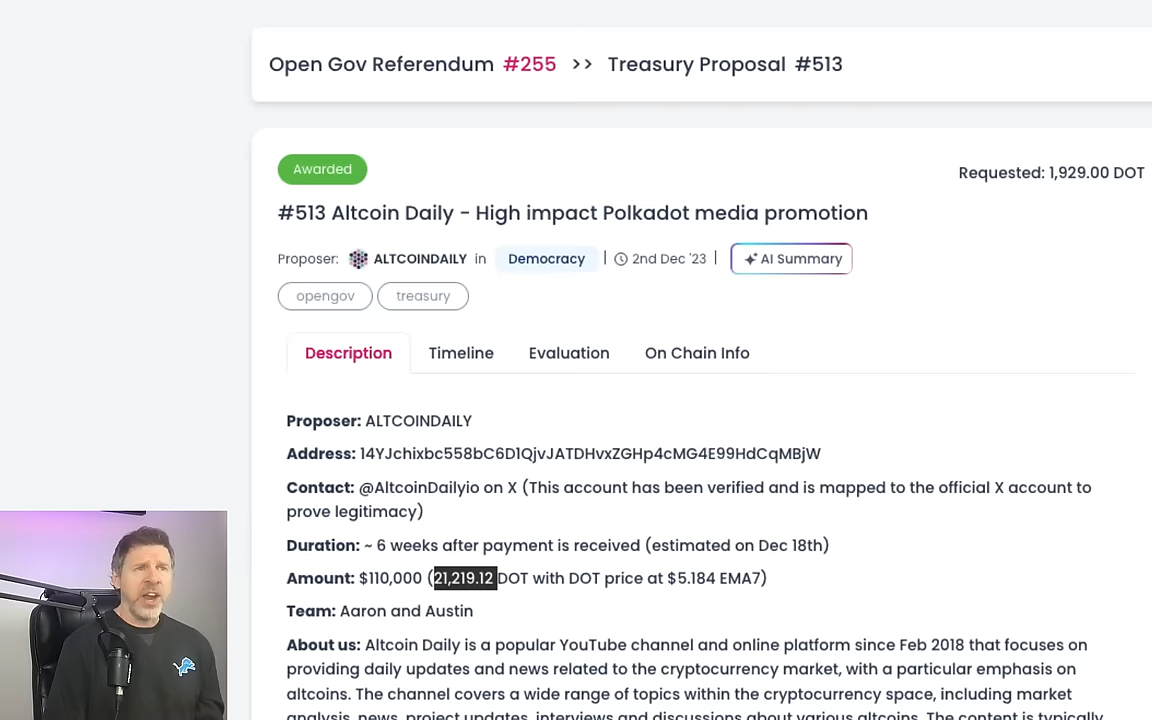 Open Gov Referendum #255 >> Treasury Proposal #513
Awarded
Requested: 1,929.00 DOT
#513 Altcoin Daily - High impact Polkadot media promotion
Proposer: ALTCOINDAILY in Democracy | 2nd Dec '23 | AI Summary
opengov treasury
Description Timeline Evaluation On Chain Info
Proposer: ALTCOINDAILY
Address: 14YJchixbc558bC6D1QjvJATDHvxZGHp4cMG4E99HdCqMBjW
Contact: @AltcoinDailyio on X (This account has been verified and is mapped to the official X account to
prove legitimacy)
Duration: ~ 6 weeks after payment is received (estimated on Dec 18th)
Amount: $110,000 (21,219.12 DOT with DOT price at $5.184 EMA7)
Team: Aaron and Austin
About us: Altcoin Daily is a popular YouTube channel and online platform since Feb 2018 that focuses on
providing daily updates and news related to the cryptocurrency market, with a particular emphasis on
altcoins. The channel covers a wide range of topics within the cryptocurrency space, including market
analysis, news, project updates, interviews and discussions about various altcoins. The content is typically